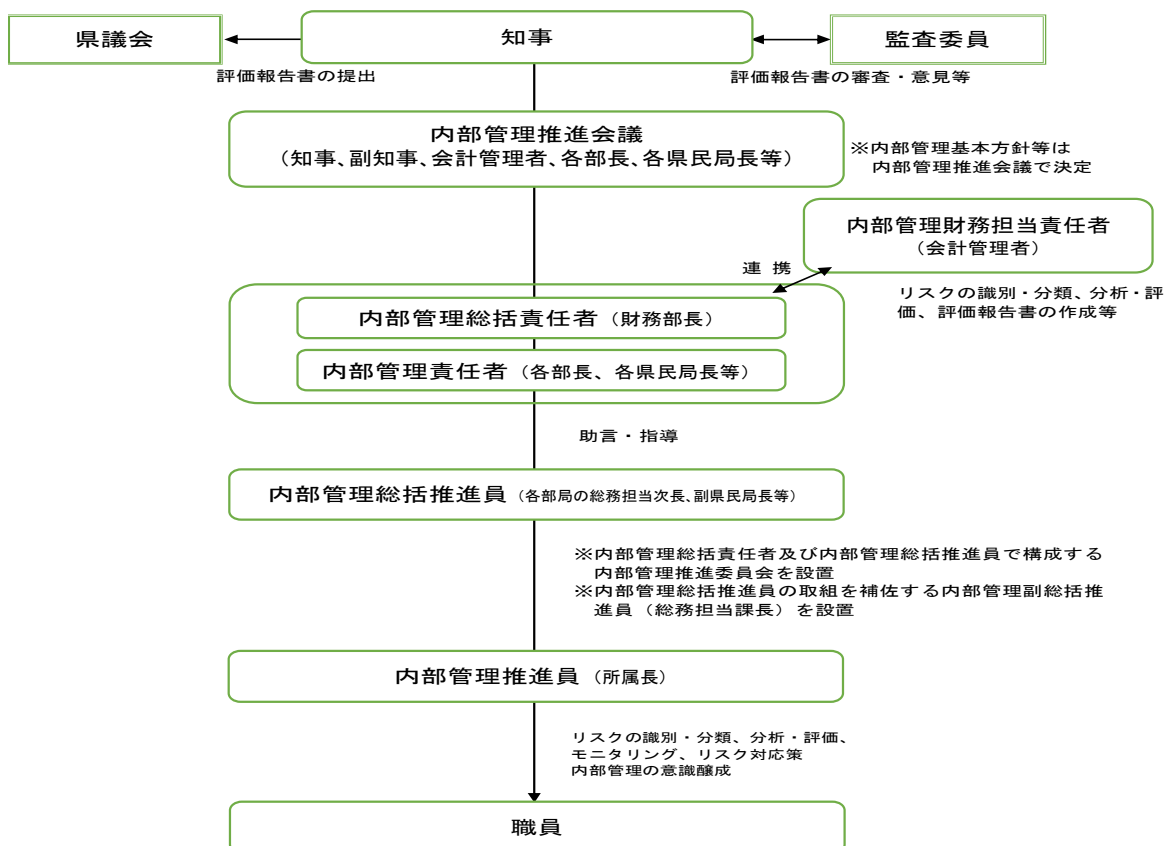 県議会
知事
監査委員
評価報告書の提出
評価報告書の審査・意見等
内部管理推進会議
（知事、副知事、会計管理者、各部長、各県民局長等）
※内部管理基本方針等は
内部管理推進会議で決定
内部管理財務担当責任者
（会計管理者）
連 携
リスクの識別・分類、分析・評
価、評価報告書の作成等
内部管理総括責任者（財務部長）
内部管理責任者（各部長、各県民局長等）
助言・指導
内部管理総括推進員（各部局の総務担当次長、副県民局長等）
※内部管理総括責任者及び内部管理総括推進員で構成する
内部管理推進委員会を設置
※内部管理総括推進員の取組を補佐する内部管理副総括推
進員（総務担当課長）を設置
内部管理推進員（所属長）
リスクの識別・分類、分析・評価、
モニタリング、リスク対応策
内部管理の意識醸成
職員